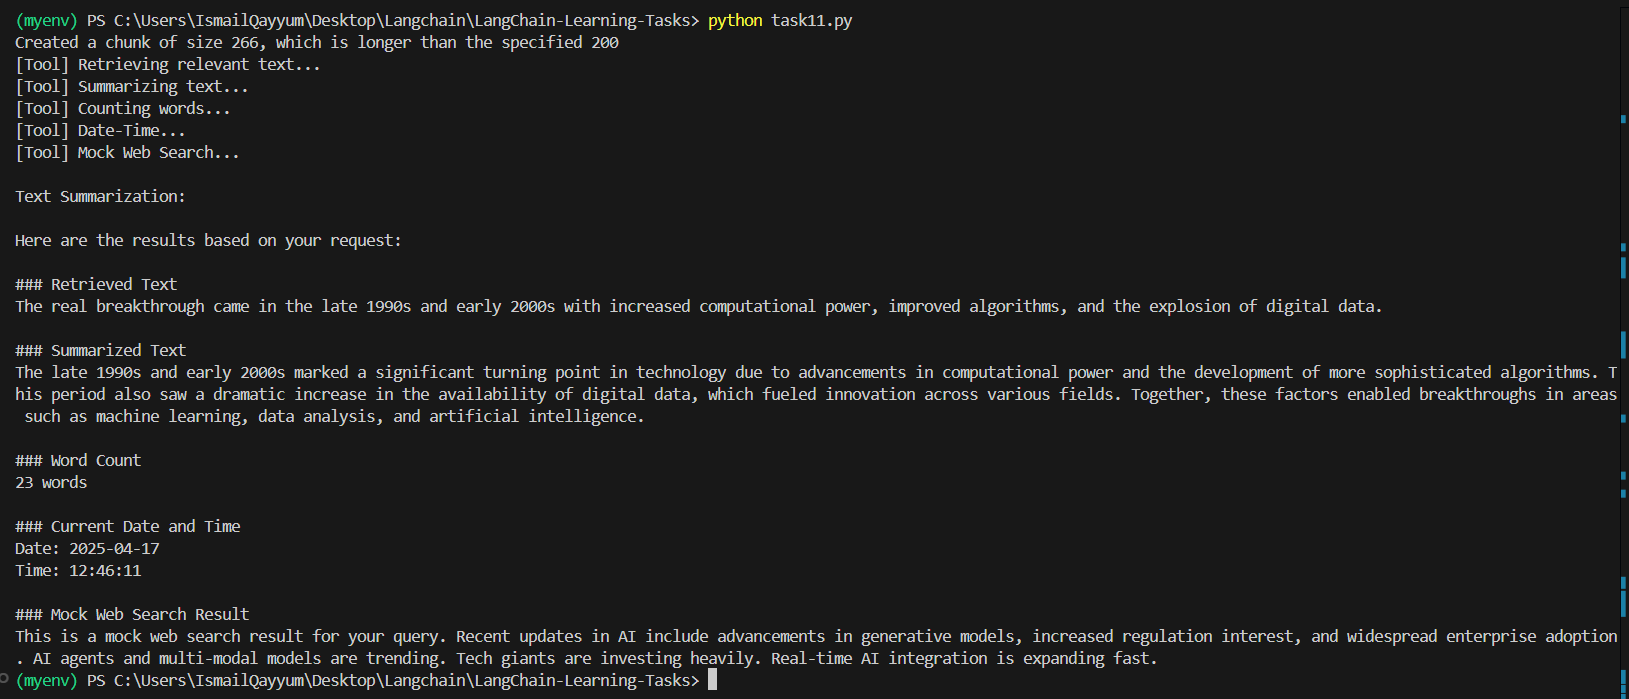 (myenv) PS C:\Users\IsmailQayyum\Desktop\Langchain\LangChain-Learning-Tasks> python task11.py
Created a chunk of size 266, which is longer than the specified 200
[Tool] Retrieving relevant text...
[Tool] Summarizing text...
[Tool] Counting words...
[Tool] Date-Time...
[Tool] Mock Web Search...
Text Summarization:
Here are the results based on your request:
### Retrieved Text
The real breakthrough came in the late 1990s and early 2000s with increased computational power, improved algorithms, and the explosion of digital data.
### Summarized Text
The late 1990s and early 2000s marked a significant turning point in technology due to advancements in computational power and the development of more sophisticated algorithms. T
his period also saw a dramatic increase in the availability of digital data, which fueled innovation across various fields. Together, these factors enabled breakthroughs in areas
such as machine learning, data analysis, and artificial intelligence.
### Word Count
23 words
### Current Date and Time
Date: 2025-04-17
Time: 12:46:11
### Mock Web Search Result
This is a mock web search result for your query. Recent updates in AI include advancements in generative models, increased regulation interest, and widespread enterprise adoption
. AI agents and multi-modal models are trending. Tech giants are investing heavily. Real-time AI integration is expanding fast.
(myenv) PS C:\Users\IsmailQayyum\Desktop\Langchain\LangChain-Learning-Tasks>